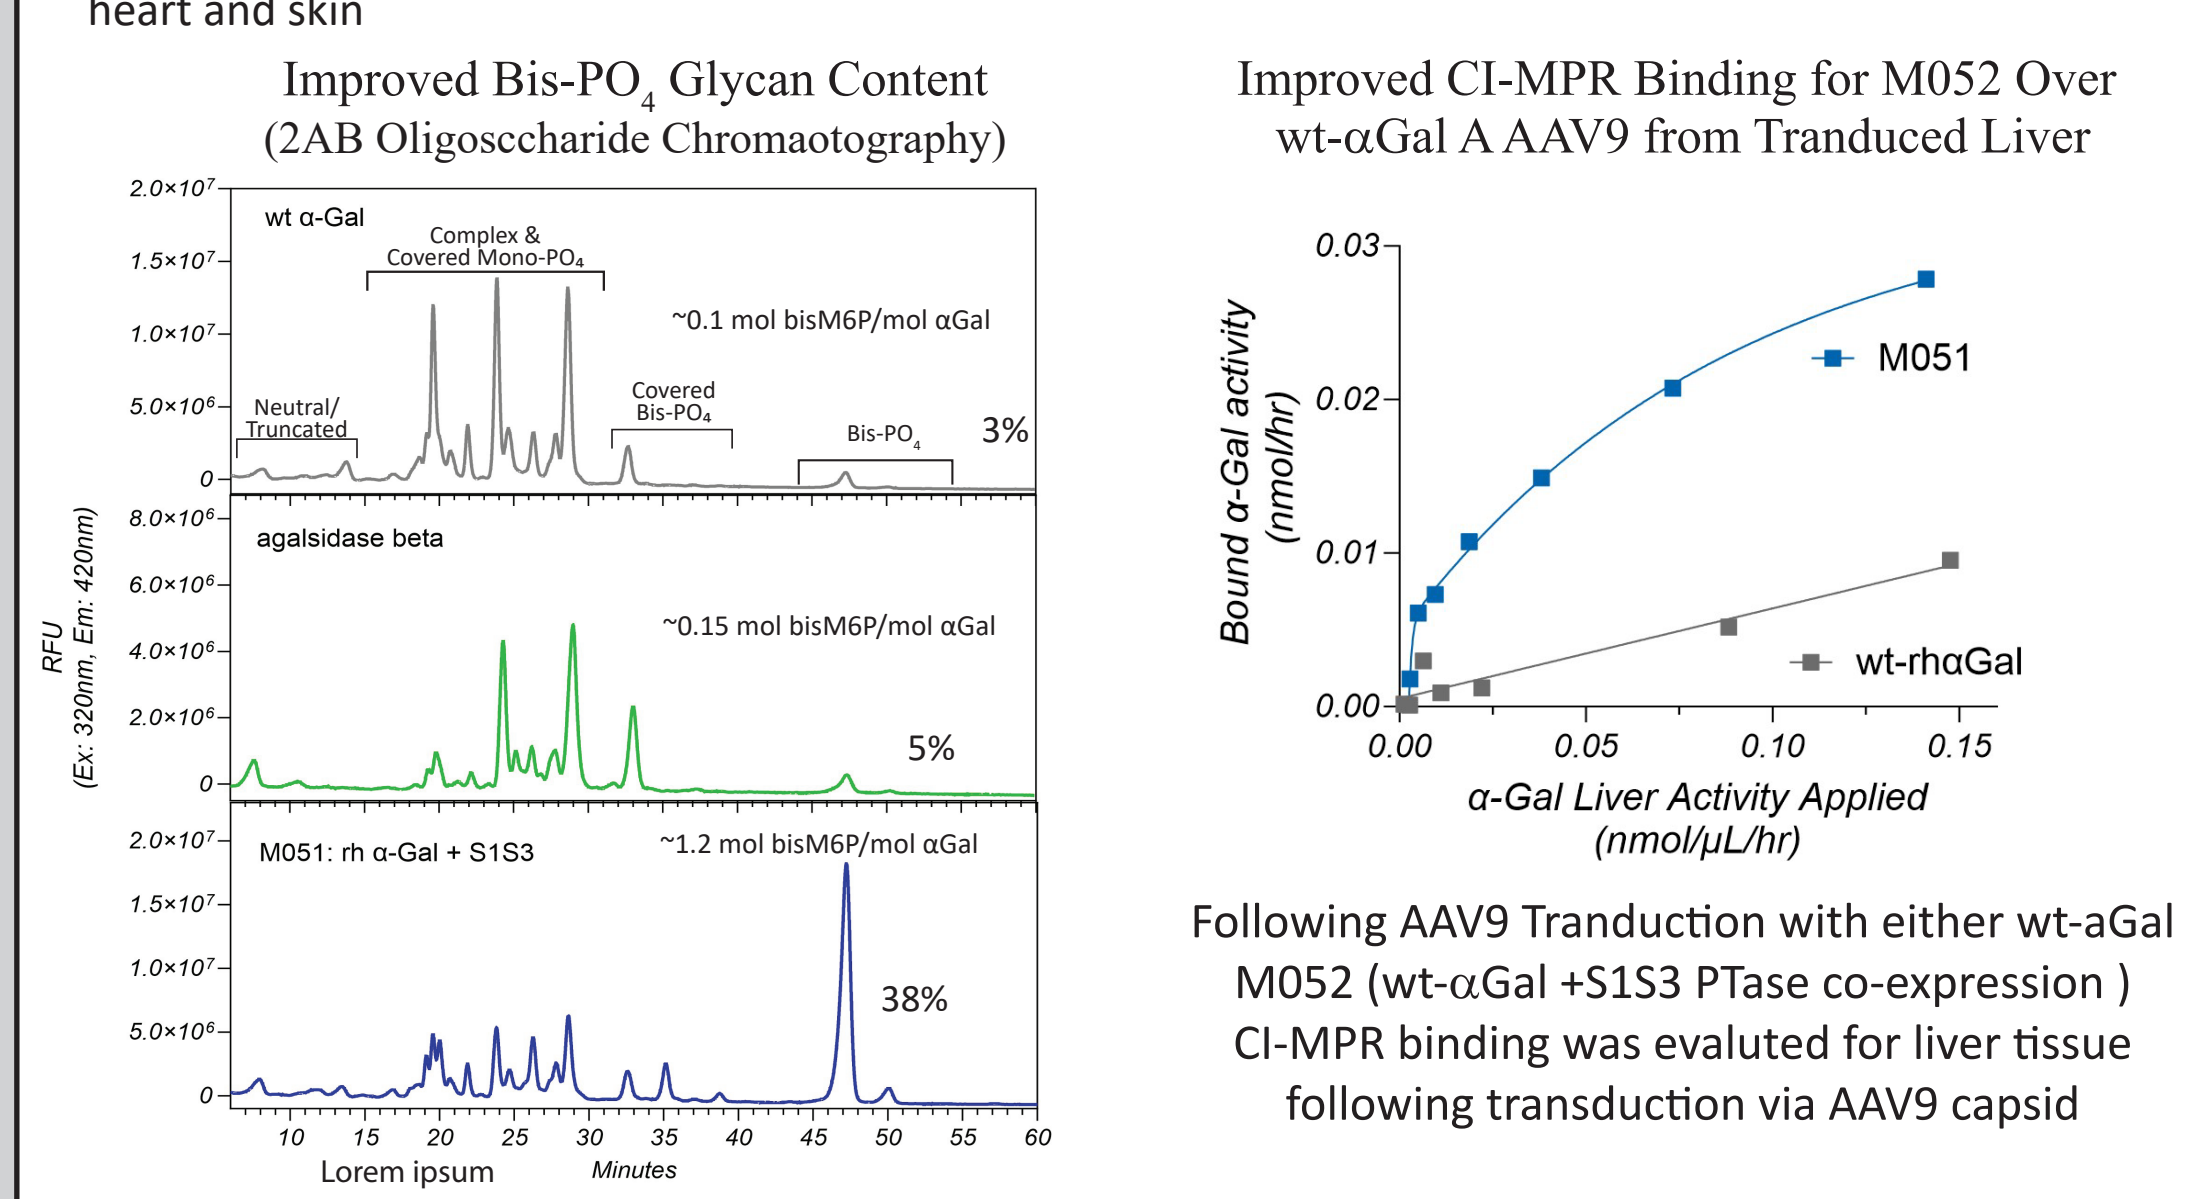 heart and skin
Improved Bis-PO₄ Glycan Content
(2AB Oligosccharide Chromaotography)
2.0×10⁷
1.5×10⁷
1.0×10⁷
5.0×10⁶
0
wt α-Gal
Complex &
Covered Mono-PO₄
~0.1 mol bisM6P/mol αGal
Neutral/
Truncated
Covered
Bis-PO₄
Bis-PO₄
3%
RFU
(Ex: 320nm, Em: 420nm)
8.0×10⁶
6.0×10⁶
4.0×10⁶
2.0×10⁶
0
agalsidase beta
~0.15 mol bisM6P/mol αGal
5%
2.0×10⁷
1.5×10⁷
1.0×10⁷
5.0×10⁶
0
M051: rh α-Gal + S1S3
~1.2 mol bisM6P/mol αGal
38%
10 15 20 25 30 35 40 45 50 55 60
Lorem ipsum
Minutes
Improved CI-MPR Binding for M052 Over
wt-αGal A AAV9 from Tranduced Liver
Bound α-Gal activity
(nmol/hr)
0.03
0.02
0.01
0.00
M051
wt-rhαGal
0.00 0.05 0.10 0.15
α-Gal Liver Activity Applied
(nmol/µL/hr)
Following AAV9 Tranduction with either wt-aGal
M052 (wt-αGal +S1S3 PTase co-expression )
CI-MPR binding was evaluted for liver tissue
following transduction via AAV9 capsid